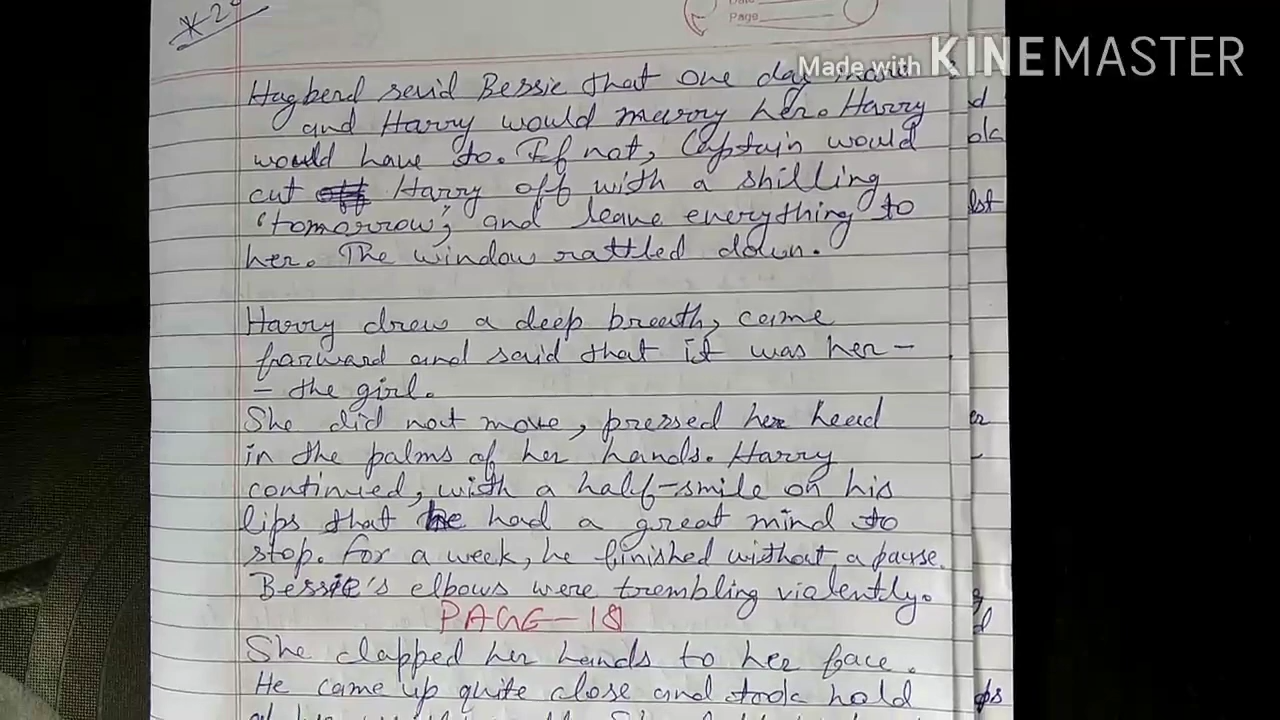 *-2
Page
Made with KINEMASTER
Hagberd said Bessie that one day more
and Harry would marry her. Harry
would have to. If not, Captain would
cut Harry off with a shilling
'tomorrow', and leave everything to
her. The window rattled down.
Harry drew a deep breath, came
forward and said that it was her -
- the girl.
She did not move, pressed her head
in the palms of her hands. Harry
continued, with a half-smile on his
lips that he had a great mind to
stop. For a week, he finished without a pause.
Bessie's elbows were trembling violently.
PAGE-18
She clapped her hands to her face.
He came up quite close and took hold